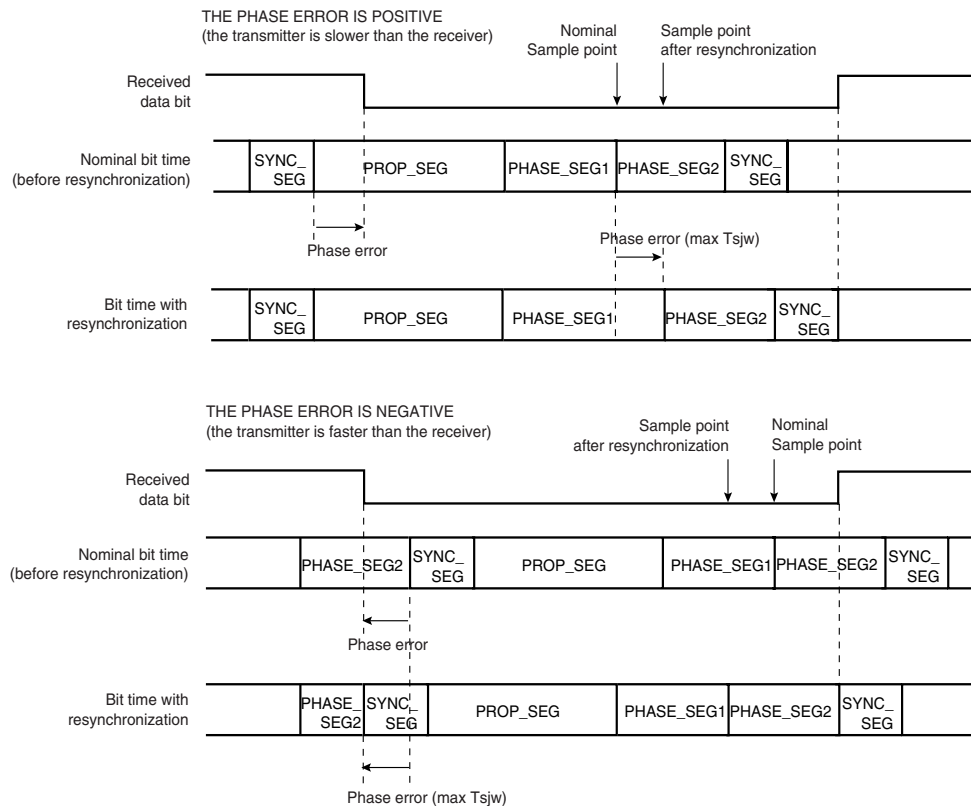 THE PHASE ERROR IS POSITIVE
(the transmitter is slower than the receiver)
Nominal
Sample point
Sample point
after resynchronization
Received
data bit
Nominal bit time
(before resynchronization)
SYNC_
SEG
PROP_SEG
PHASE_SEG1
PHASE_SEG2
SYNC_
SEG
Phase error
Phase error (max Tsjw)
Bit time with
resynchronization
SYNC_
SEG
PROP_SEG
PHASE_SEG1
PHASE_SEG2
SYNC_
SEG
THE PHASE ERROR IS NEGATIVE
(the transmitter is faster than the receiver)
Sample point
after resynchronization
Nominal
Sample point
Received
data bit
Nominal bit time
(before resynchronization)
PHASE_SEG2
SYNC_
SEG
PROP_SEG
PHASE_SEG1
PHASE_SEG2
SYNC_
SEG
Phase error
Bit time with
resynchronization
PHASE_
SEG2
SYNC_
SEG
PROP_SEG
PHASE_SEG1
PHASE_SEG2
SYNC_
SEG
Phase error (max Tsjw)